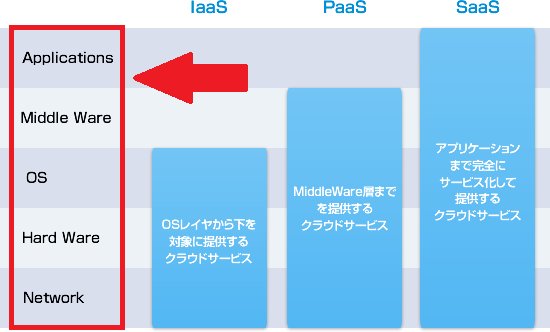 IaaS PaaS SaaS
Applications
Middle Ware
OS
Hard Ware
Network
OSレイヤから下を
対象に提供する
クラウドサービス
MiddleWare層まで
を提供する
クラウドサービス
アプリケーション
まで完全に
サービス化して
提供する
クラウドサービス